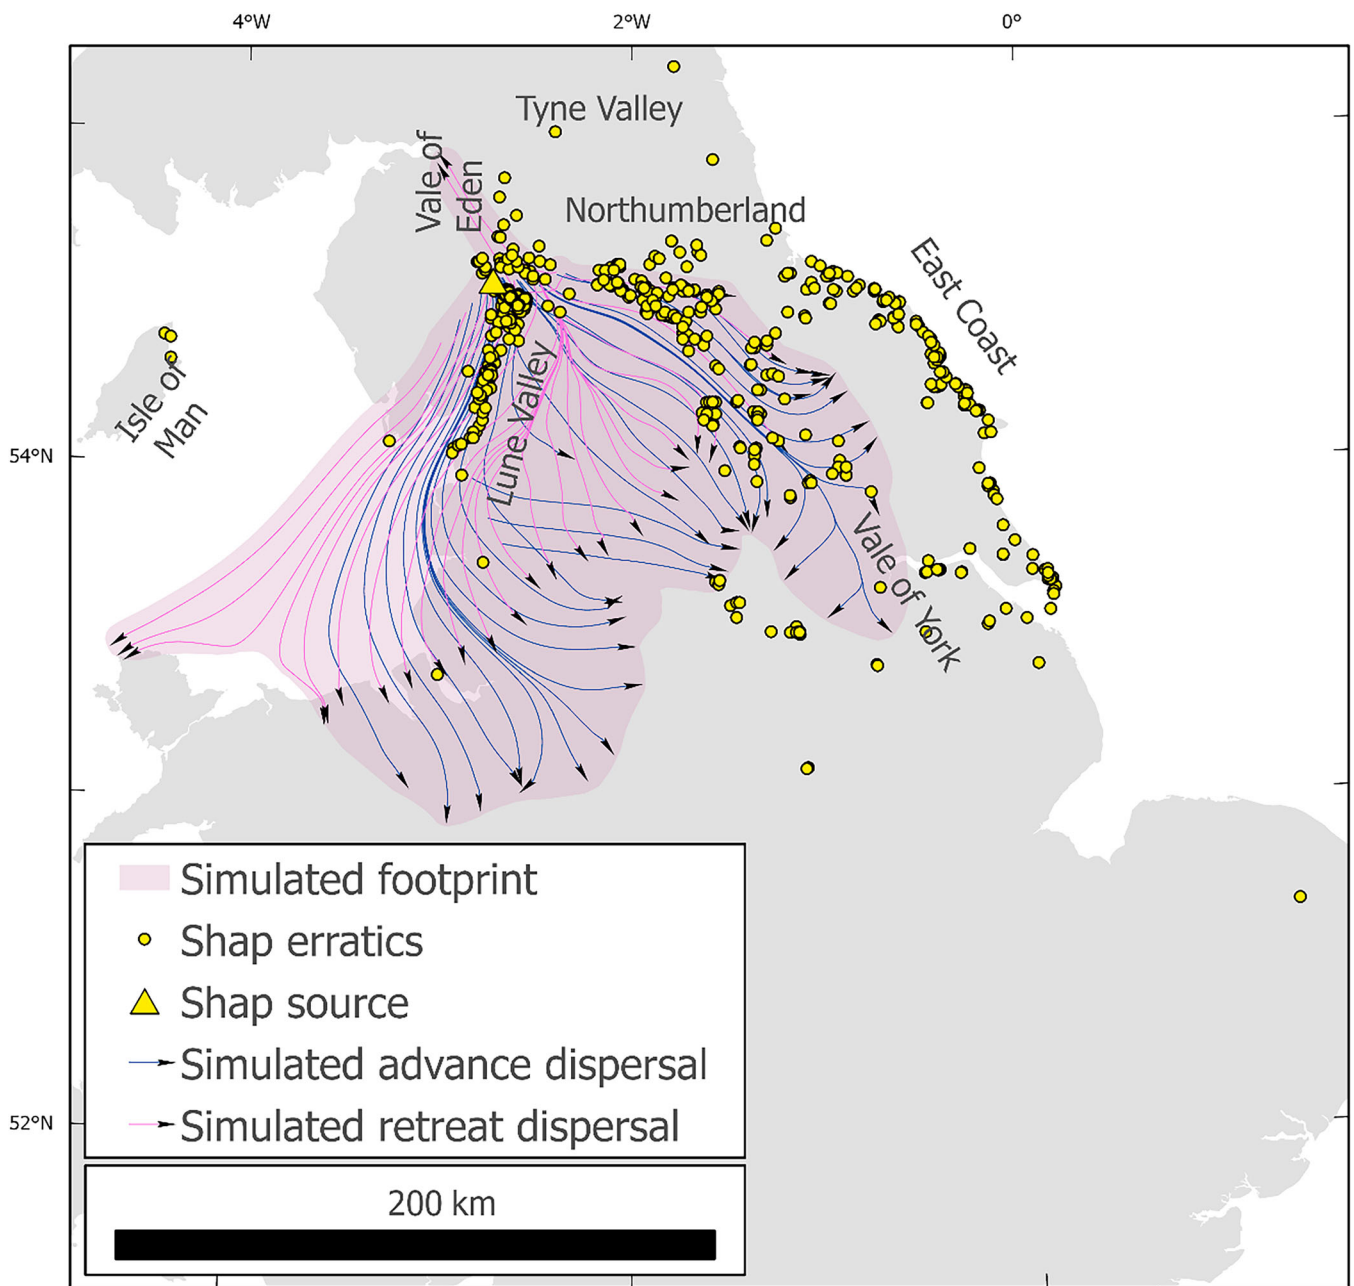 4°W
2°W
0°
Tyne Valley
Vale of
Eden
Northumberland
East Coast
Isle of
Man
Lune Valley
54°N
Vale of York
Simulated footprint
Shap erratics
Shap source
Simulated advance dispersal
Simulated retreat dispersal
52°N
200 km